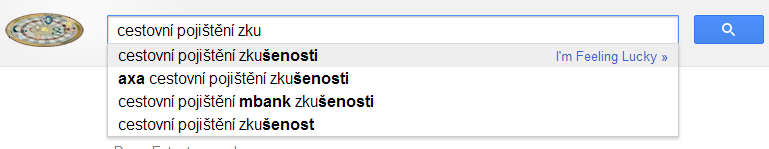 cestovní pojištění zku
cestovní pojištění zkušenosti I'm Feeling Lucky »
axa cestovní pojištění zkušenosti
cestovní pojištění mbank zkušenosti
cestovní pojištění zkušenost